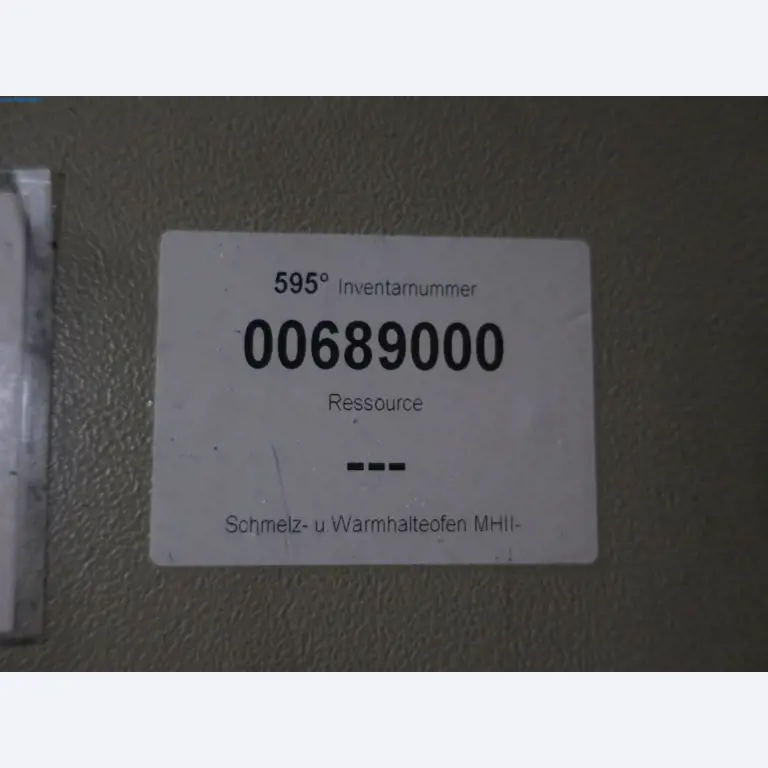 595° Inventarnummer
00689000
Ressource
---
Schmelz- u.Warmhalteofen MHII-